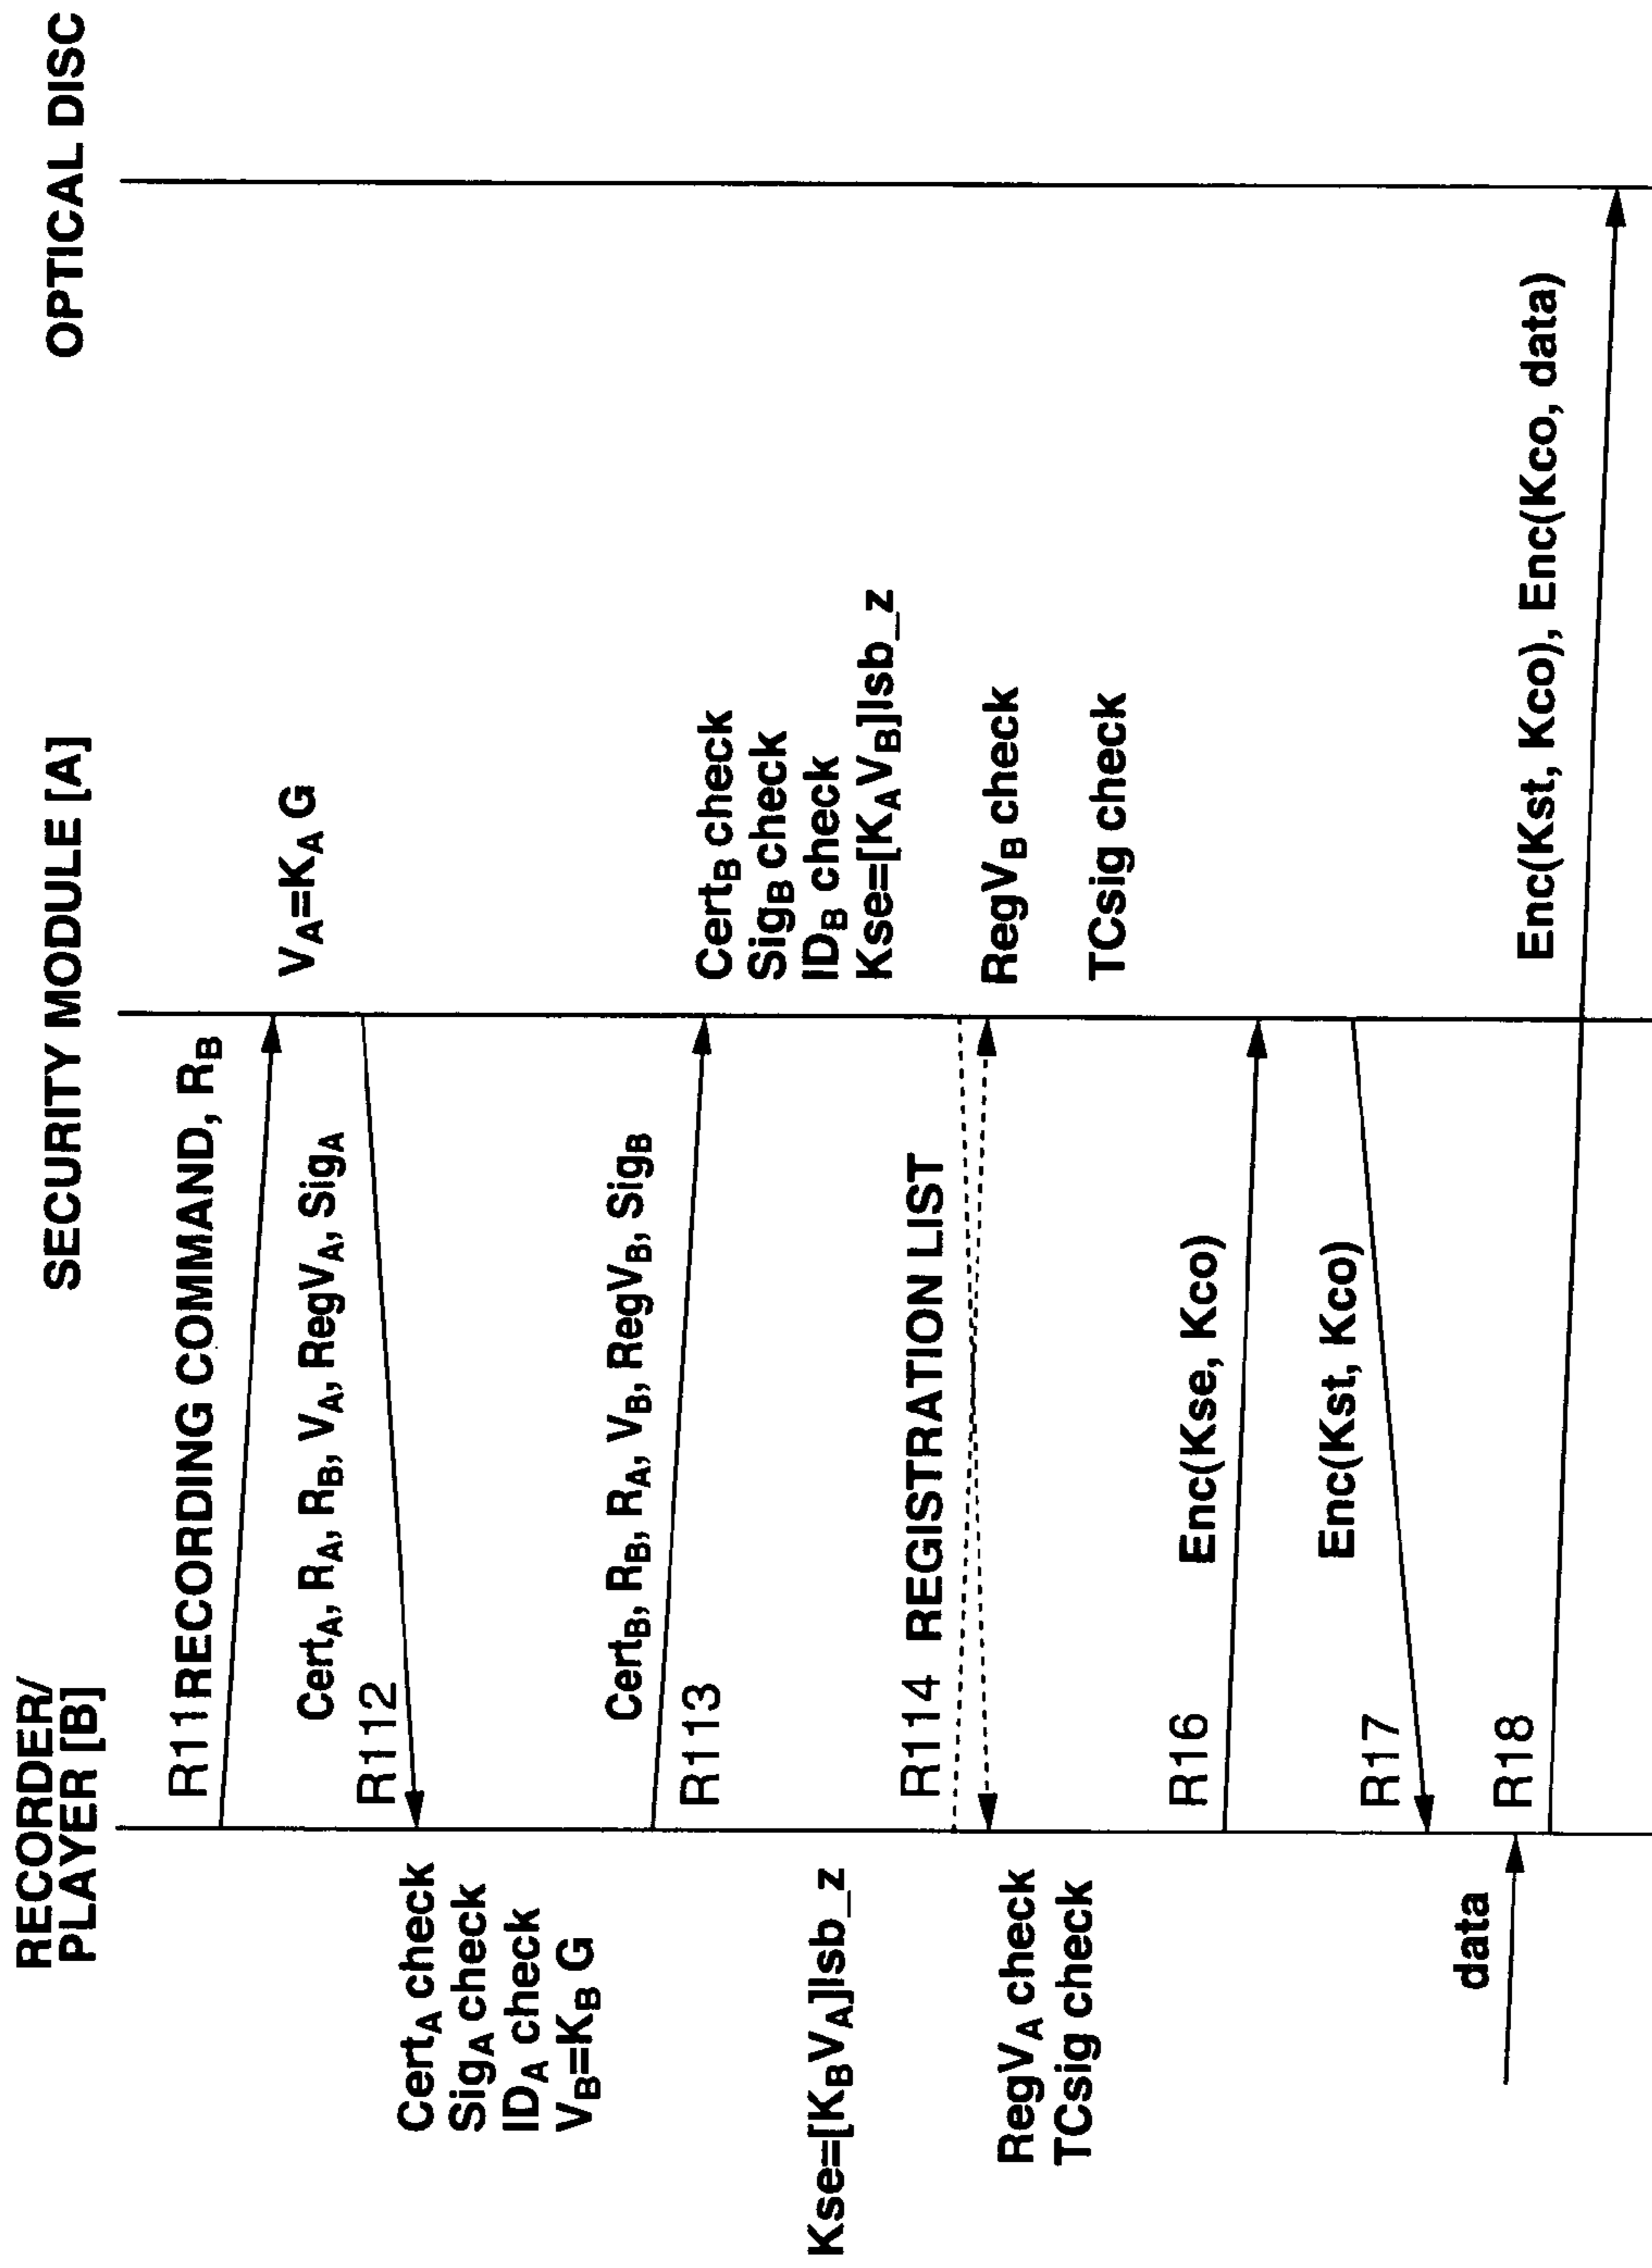 RECORDER/
PLAYER [B]
SECURITY MODULE [A]
OPTICAL DISC
R111 RECORDING COMMAND, R_B
V_A=K_A G
Cert_A, R_A, R_B, V_A, RegV_A, Sig_A
R112
Cert_A check
Sig_A check
ID_A check
V_B=K_B G
Cert_B, R_B, R_A, V_B, RegV_B, Sig_B
R113
Cert_B check
Sig_B check
ID_B check
Kse=[K_A V_B]lsb_z
Kse=[K_B V_A]lsb_z
R114 REGISTRATION LIST
RegV_B check
TCsig check
RegV_A check
TCsig check
R16
Enc(Kse, Kco)
Enc(Kst, Kco)
R17
data
R18
Enc(Kst, Kco), Enc(Kco, data)